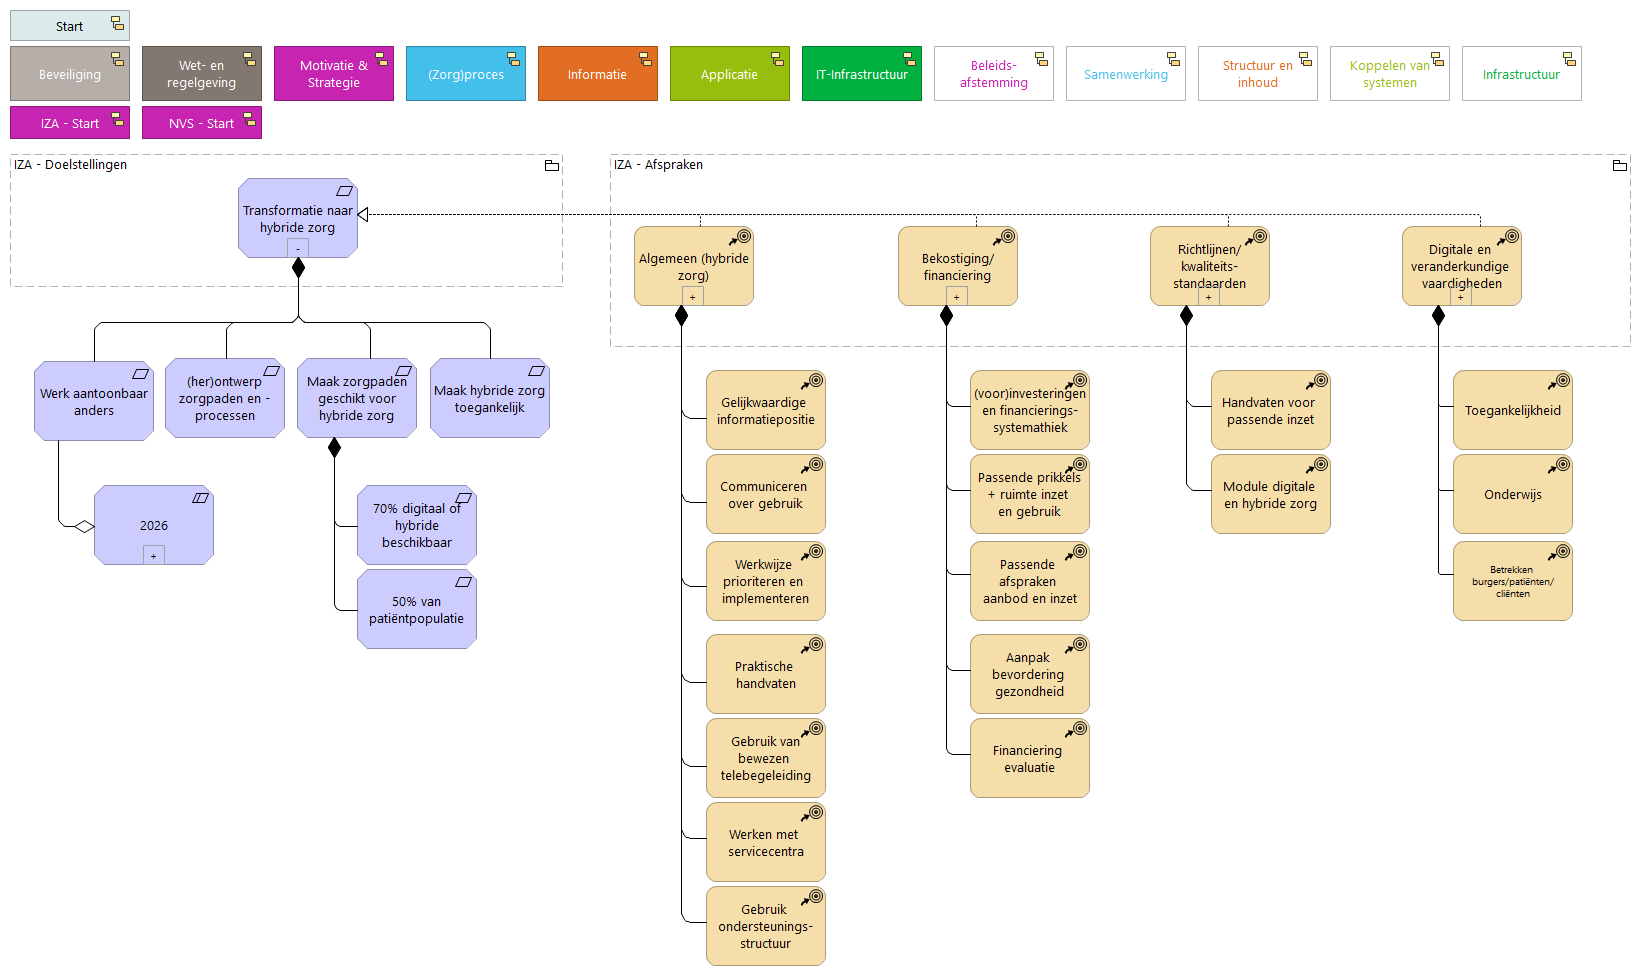 Start
Beveiliging
Wet- en
regelgeving
Motivatie &
Strategie
(Zorg)proces
Informatie
Applicatie
IT-Infrastructuur
Beleids-
afstemming
Samenwerking
Structuur en
inhoud
Koppelen van
systemen
Infrastructuur
IZA - Start
NVS - Start
IZA - Doelstellingen
Transformatie naar
hybride zorg
-
Werk aantoonbaar
anders
(her)ontwerp
zorgpaden en -
processen
Maak zorgpaden
geschikt voor
hybride zorg
Maak hybride zorg
toegankelijk
2026
+
70% digitaal of
hybride
beschikbaar
50% van
patiëntpopulatie
IZA - Afspraken
Algemeen (hybride
zorg)
+
Bekostiging/
financiering
+
Richtlijnen/
kwaliteits-
standaarden
+
Digitale en
veranderkundige
vaardigheden
+
Gelijkwaardige
informatiepositie
Communiceren
over gebruik
Werkwijze
prioriteren en
implementeren
Praktische
handvaten
Gebruik van
bewezen
telebegeleiding
Werken met
servicecentra
Gebruik
ondersteunings-
structuur
(voor)investeringen
en financierings-
systemathiek
Passende prikkels
+ ruimte inzet
en gebruik
Passende
afspraken
aanbod en inzet
Aanpak
bevordering
gezondheid
Financiering
evaluatie
Handvaten voor
passende inzet
Module digitale
en hybride zorg
Toegankelijkheid
Onderwijs
Betrekken
burgers/patiënten/
cliënten